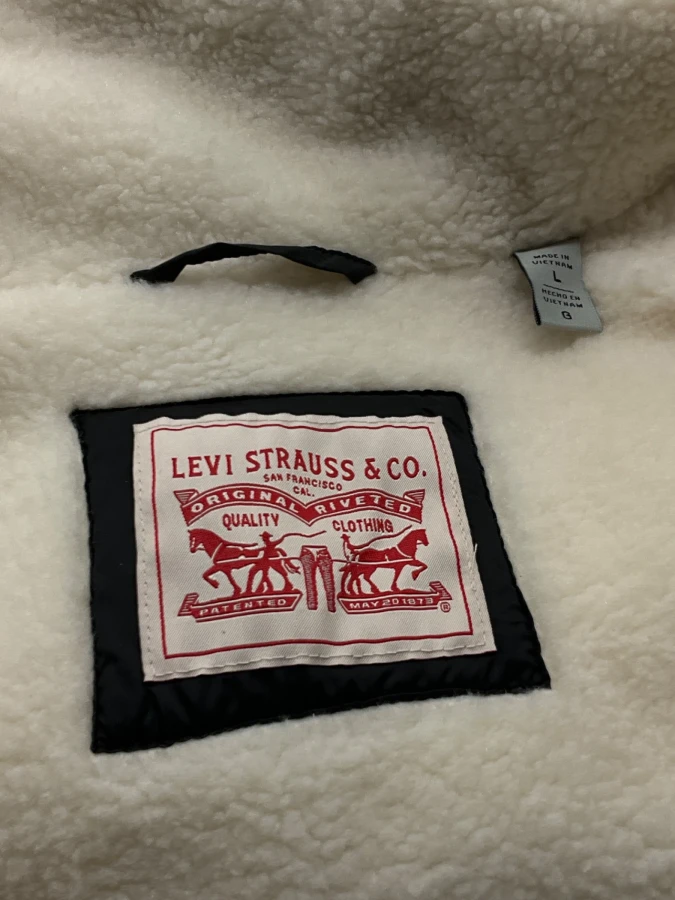 MADE IN
VIETNAM
L
HECHO EN
VIETNAM
G
LEVI STRAUSS & CO.
SAN FRANCISCO
CAL.
ORIGINAL RIVETED
QUALITY CLOTHING
PATENTED MAY 20 1873 ®